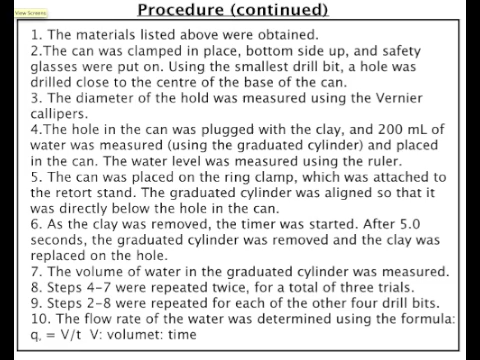 Procedure (continued)
View Screens
1. The materials listed above were obtained.
2.The can was clamped in place, bottom side up, and safety
glasses were put on. Using the smallest drill bit, a hole was
drilled close to the centre of the base of the can.
3. The diameter of the hold was measured using the Vernier
callipers.
4.The hole in the can was plugged with the clay, and 200 mL of
water was measured (using the graduated cylinder) and placed
in the can. The water level was measured using the ruler.
5. The can was placed on the ring clamp, which was attached to
the retort stand. The graduated cylinder was aligned so that it
was directly below the hole in the can.
6. As the clay was removed, the timer was started. After 5.0
seconds, the graduated cylinder was removed and the clay was
replaced on the hole.
7. The volume of water in the graduated cylinder was measured.
8. Steps 4-7 were repeated twice, for a total of three trials.
9. Steps 2-8 were repeated for each of the other four drill bits.
10. The flow rate of the water was determined using the formula:
= V/t V: volumet: time